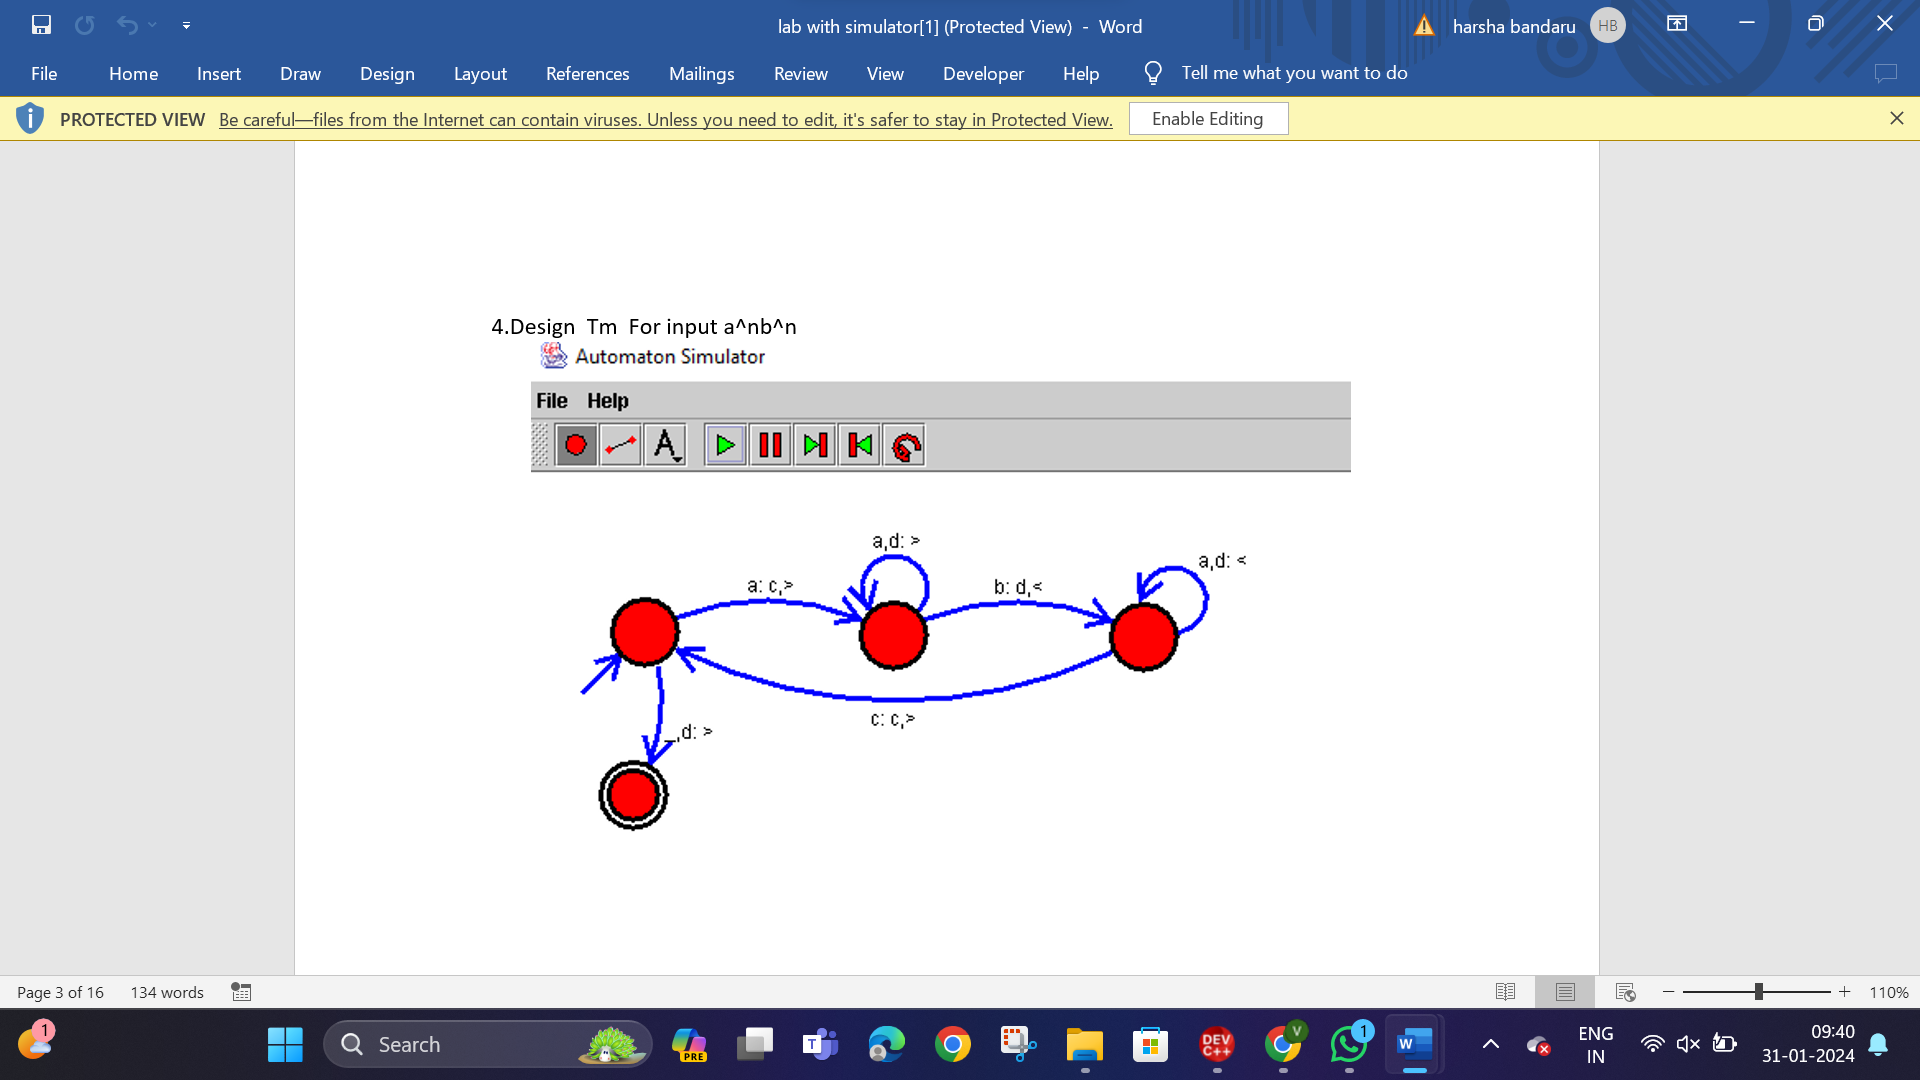 lab with simulator[1] (Protected View) - Word
harsha bandaru HB
File Home Insert Draw Design Layout References Mailings Review View Developer Help Tell me what you want to do
PROTECTED VIEW Be careful—files from the Internet can contain viruses. Unless you need to edit, it's safer to stay in Protected View. Enable Editing
4.Design Tm For input a^nb^n
Automaton Simulator
File Help
A
a,d: >
a,d: <
a: c,>
b: d,<
c: c,>
_,d: >
Page 3 of 16 134 words
110%
1
Search
PRE
T
DEV C++
V
1
W
ENG
IN
09:40
31-01-2024